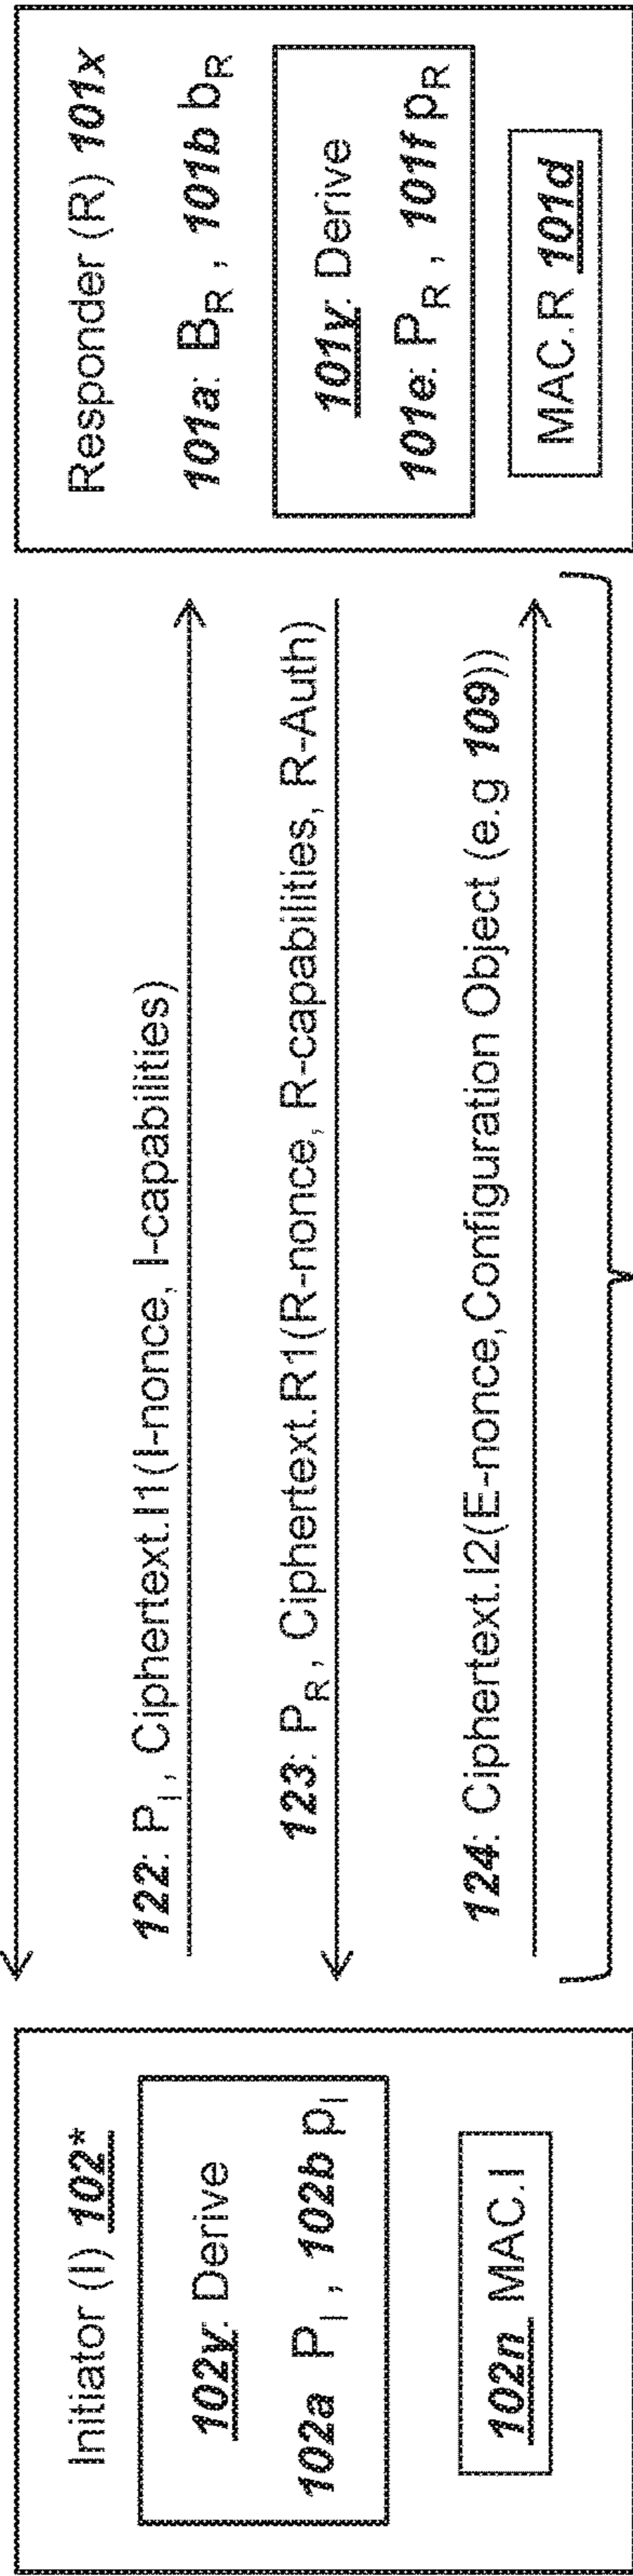 Initiator (I) 102*
102y: Derive
102a P_I , 102b p_I
102n MAC.I
122: P_I , Ciphertext.I1(I-nonce, I-capabilities)
123: P_R , Ciphertext.R1(R-nonce, R-capabilities, R-Auth)
124: Ciphertext.I2(E-nonce,Configuration Object (e.g 109))
Responder (R) 101x
101a: B_R , 101b b_R
101y: Derive
101e: P_R , 101f p_R
MAC.R 101d